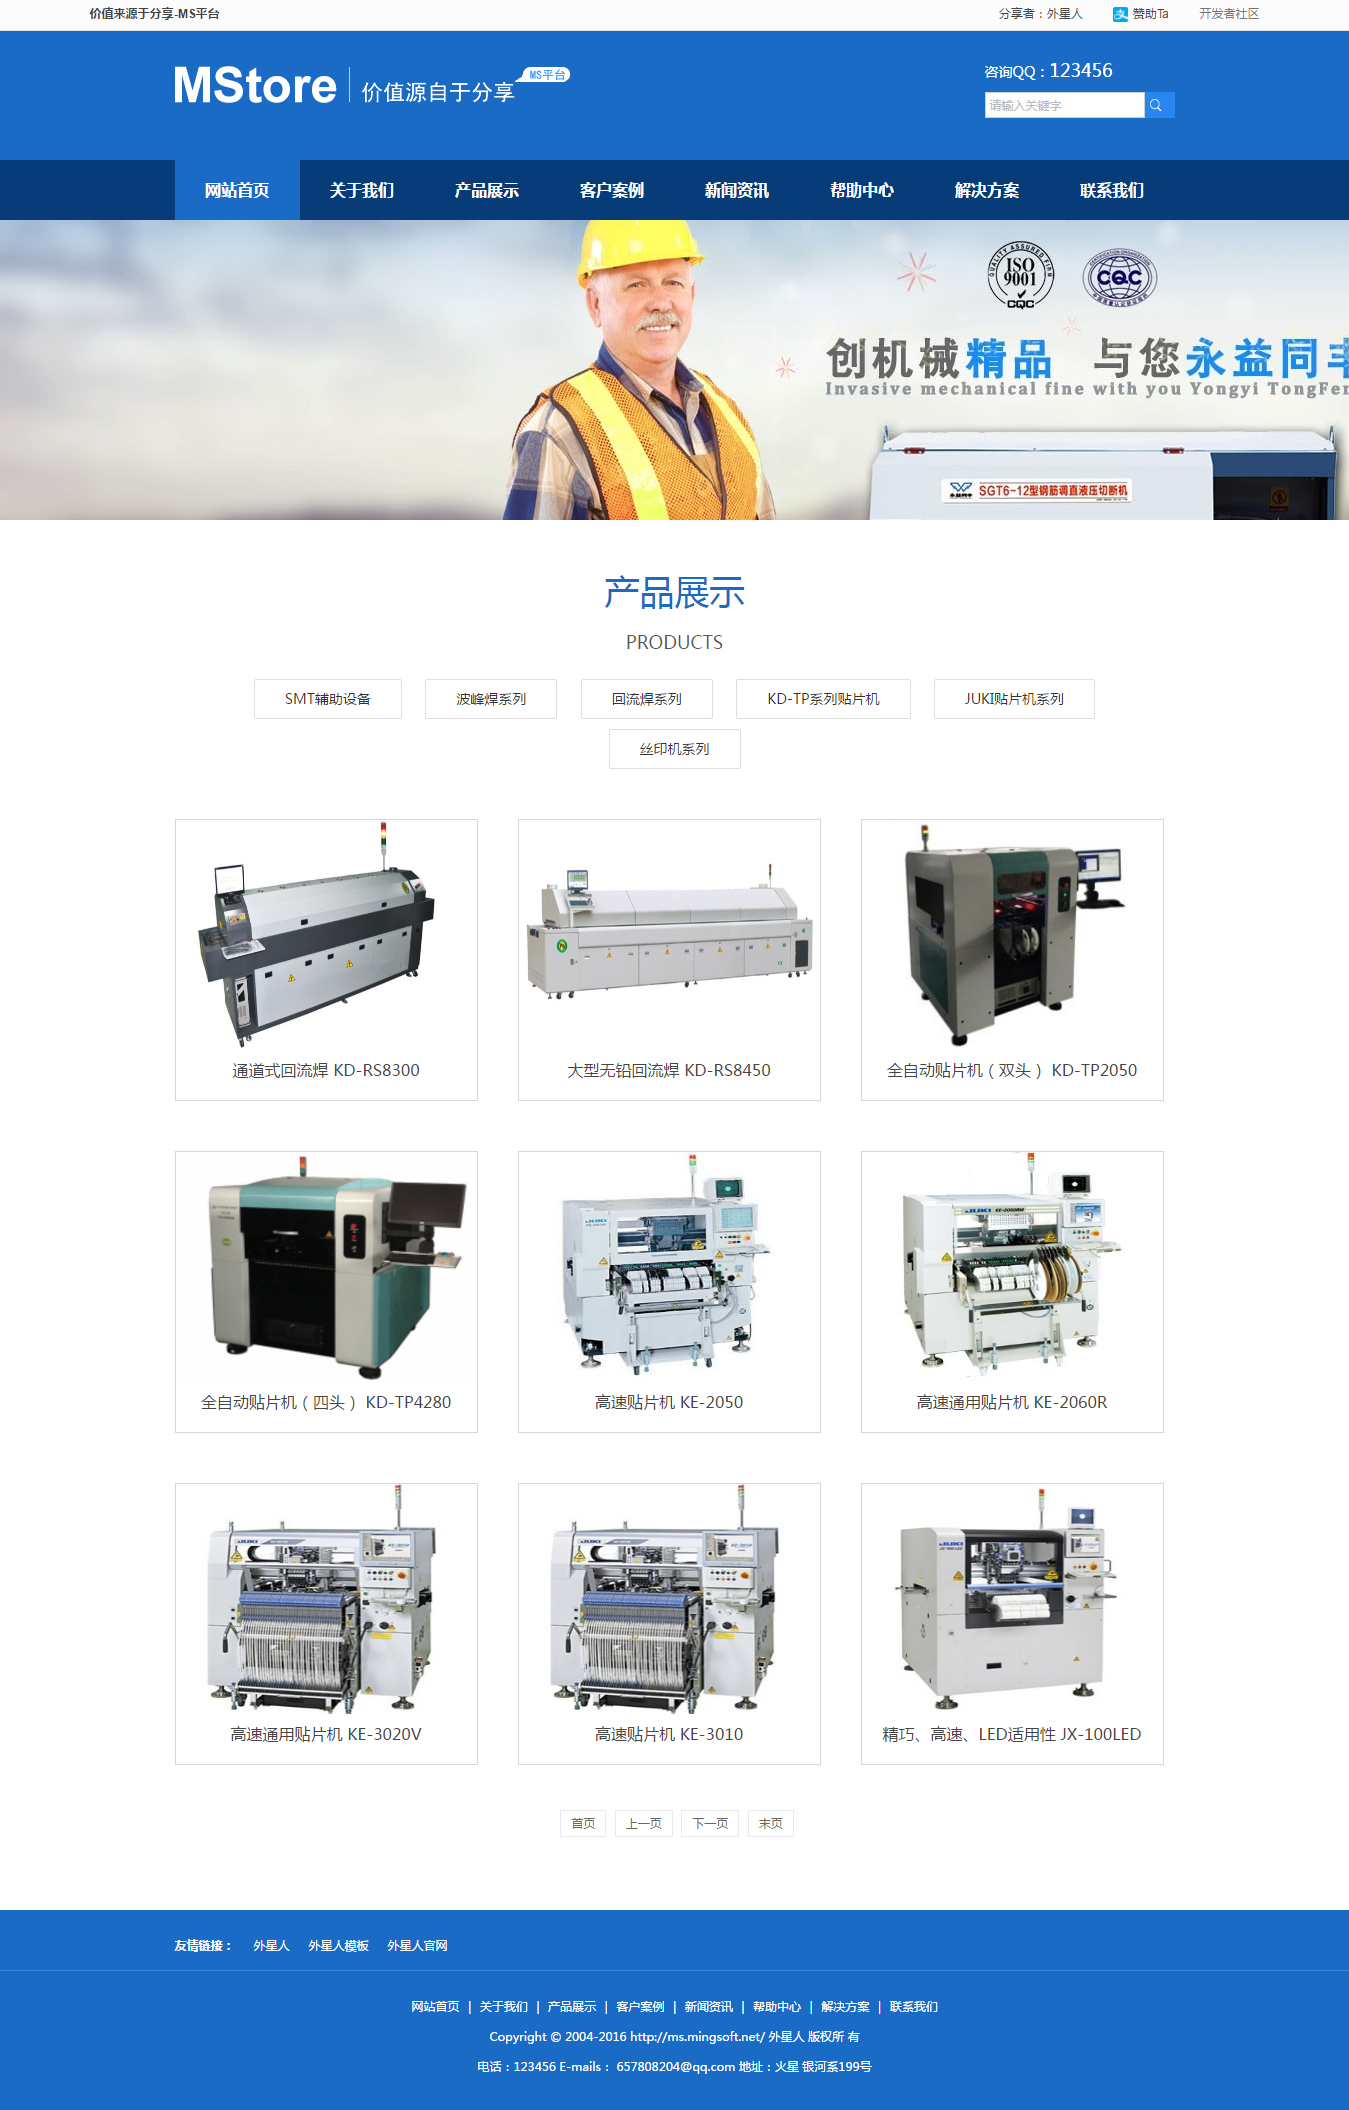 价值来源于分享-MS平台 分享者：外星人 赞助Ta 开发者社区
MStore 价值源自于分享 MS平台
咨询QQ：123456
请输入关键字
网站首页 关于我们 产品展示 客户案例 新闻资讯 帮助中心 解决方案 联系我们
QUALITY ASSURED FIRM
ISO
9001
CQC
CQC
创机械精品 与您永益同丰
Invasive mechanical fine with you Yongyi TongFen
SGT6-12型钢筋调直液压切断机
产品展示
PRODUCTS
SMT辅助设备 波峰焊系列 回流焊系列 KD-TP系列贴片机 JUKI贴片机系列
丝印机系列
通道式回流焊 KD-RS8300 大型无铅回流焊 KD-RS8450 全自动贴片机（双头） KD-TP2050
JUKI
JUKI KE-2060RM
全自动贴片机（四头） KD-TP4280 高速贴片机 KE-2050 高速通用贴片机 KE-2060R
JUKI
JUKI
JUKI
高速通用贴片机 KE-3020V 高速贴片机 KE-3010 精巧、高速、LED适用性 JX-100LED
首页 上一页 下一页 末页
友情链接： 外星人 外星人模板 外星人官网
网站首页 | 关于我们 | 产品展示 | 客户案例 | 新闻资讯 | 帮助中心 | 解决方案 | 联系我们
Copyright © 2004-2016 http://ms.mingsoft.net/ 外星人 版权所 有
电话：123456 E-mails： 657808204@qq.com 地址：火星 银河系199号